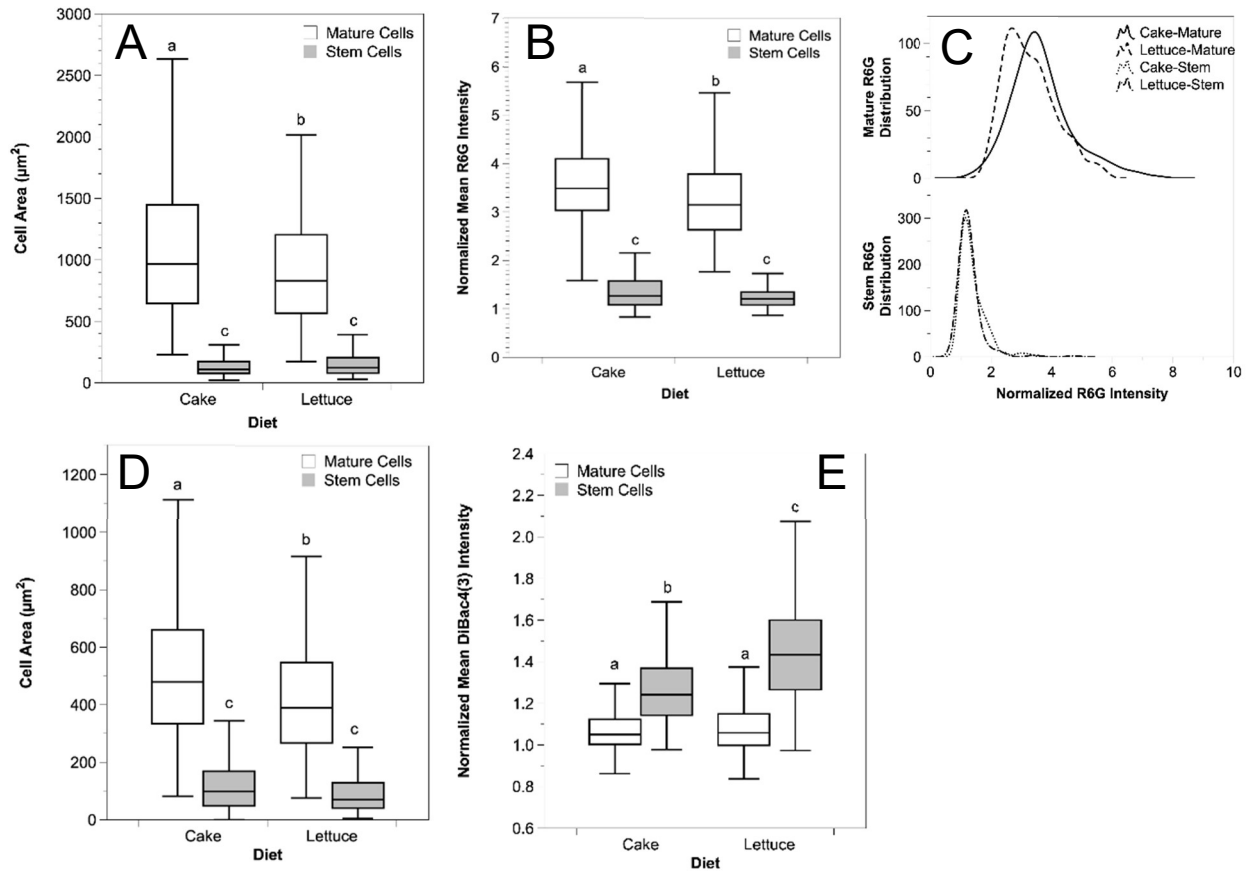 A
Cell Area (µm²)
3000
2500
2000
1500
1000
500
0
Mature Cells
Stem Cells
a
b
c
c
Cake
Lettuce
Diet
B
Normalized Mean R6G Intensity
7
6
5
4
3
2
1
0
Mature Cells
Stem Cells
a
b
c
c
Cake
Lettuce
Diet
C
Mature R6G
Distribution
100
50
0
Cake-Mature
Lettuce-Mature
Cake-Stem
Lettuce-Stem
Stem R6G
Distribution
300
200
100
0
0 2 4 6 8 10
Normalized R6G Intensity
D
Cell Area (µm²)
1200
1000
800
600
400
200
0
Mature Cells
Stem Cells
a
b
c
c
Cake
Lettuce
Diet
E
Normalized Mean DiBac4(3) Intensity
2.4
2.2
2.0
1.8
1.6
1.4
1.2
1.0
0.8
0.6
Mature Cells
Stem Cells
c
b
a
a
Cake
Lettuce
Diet